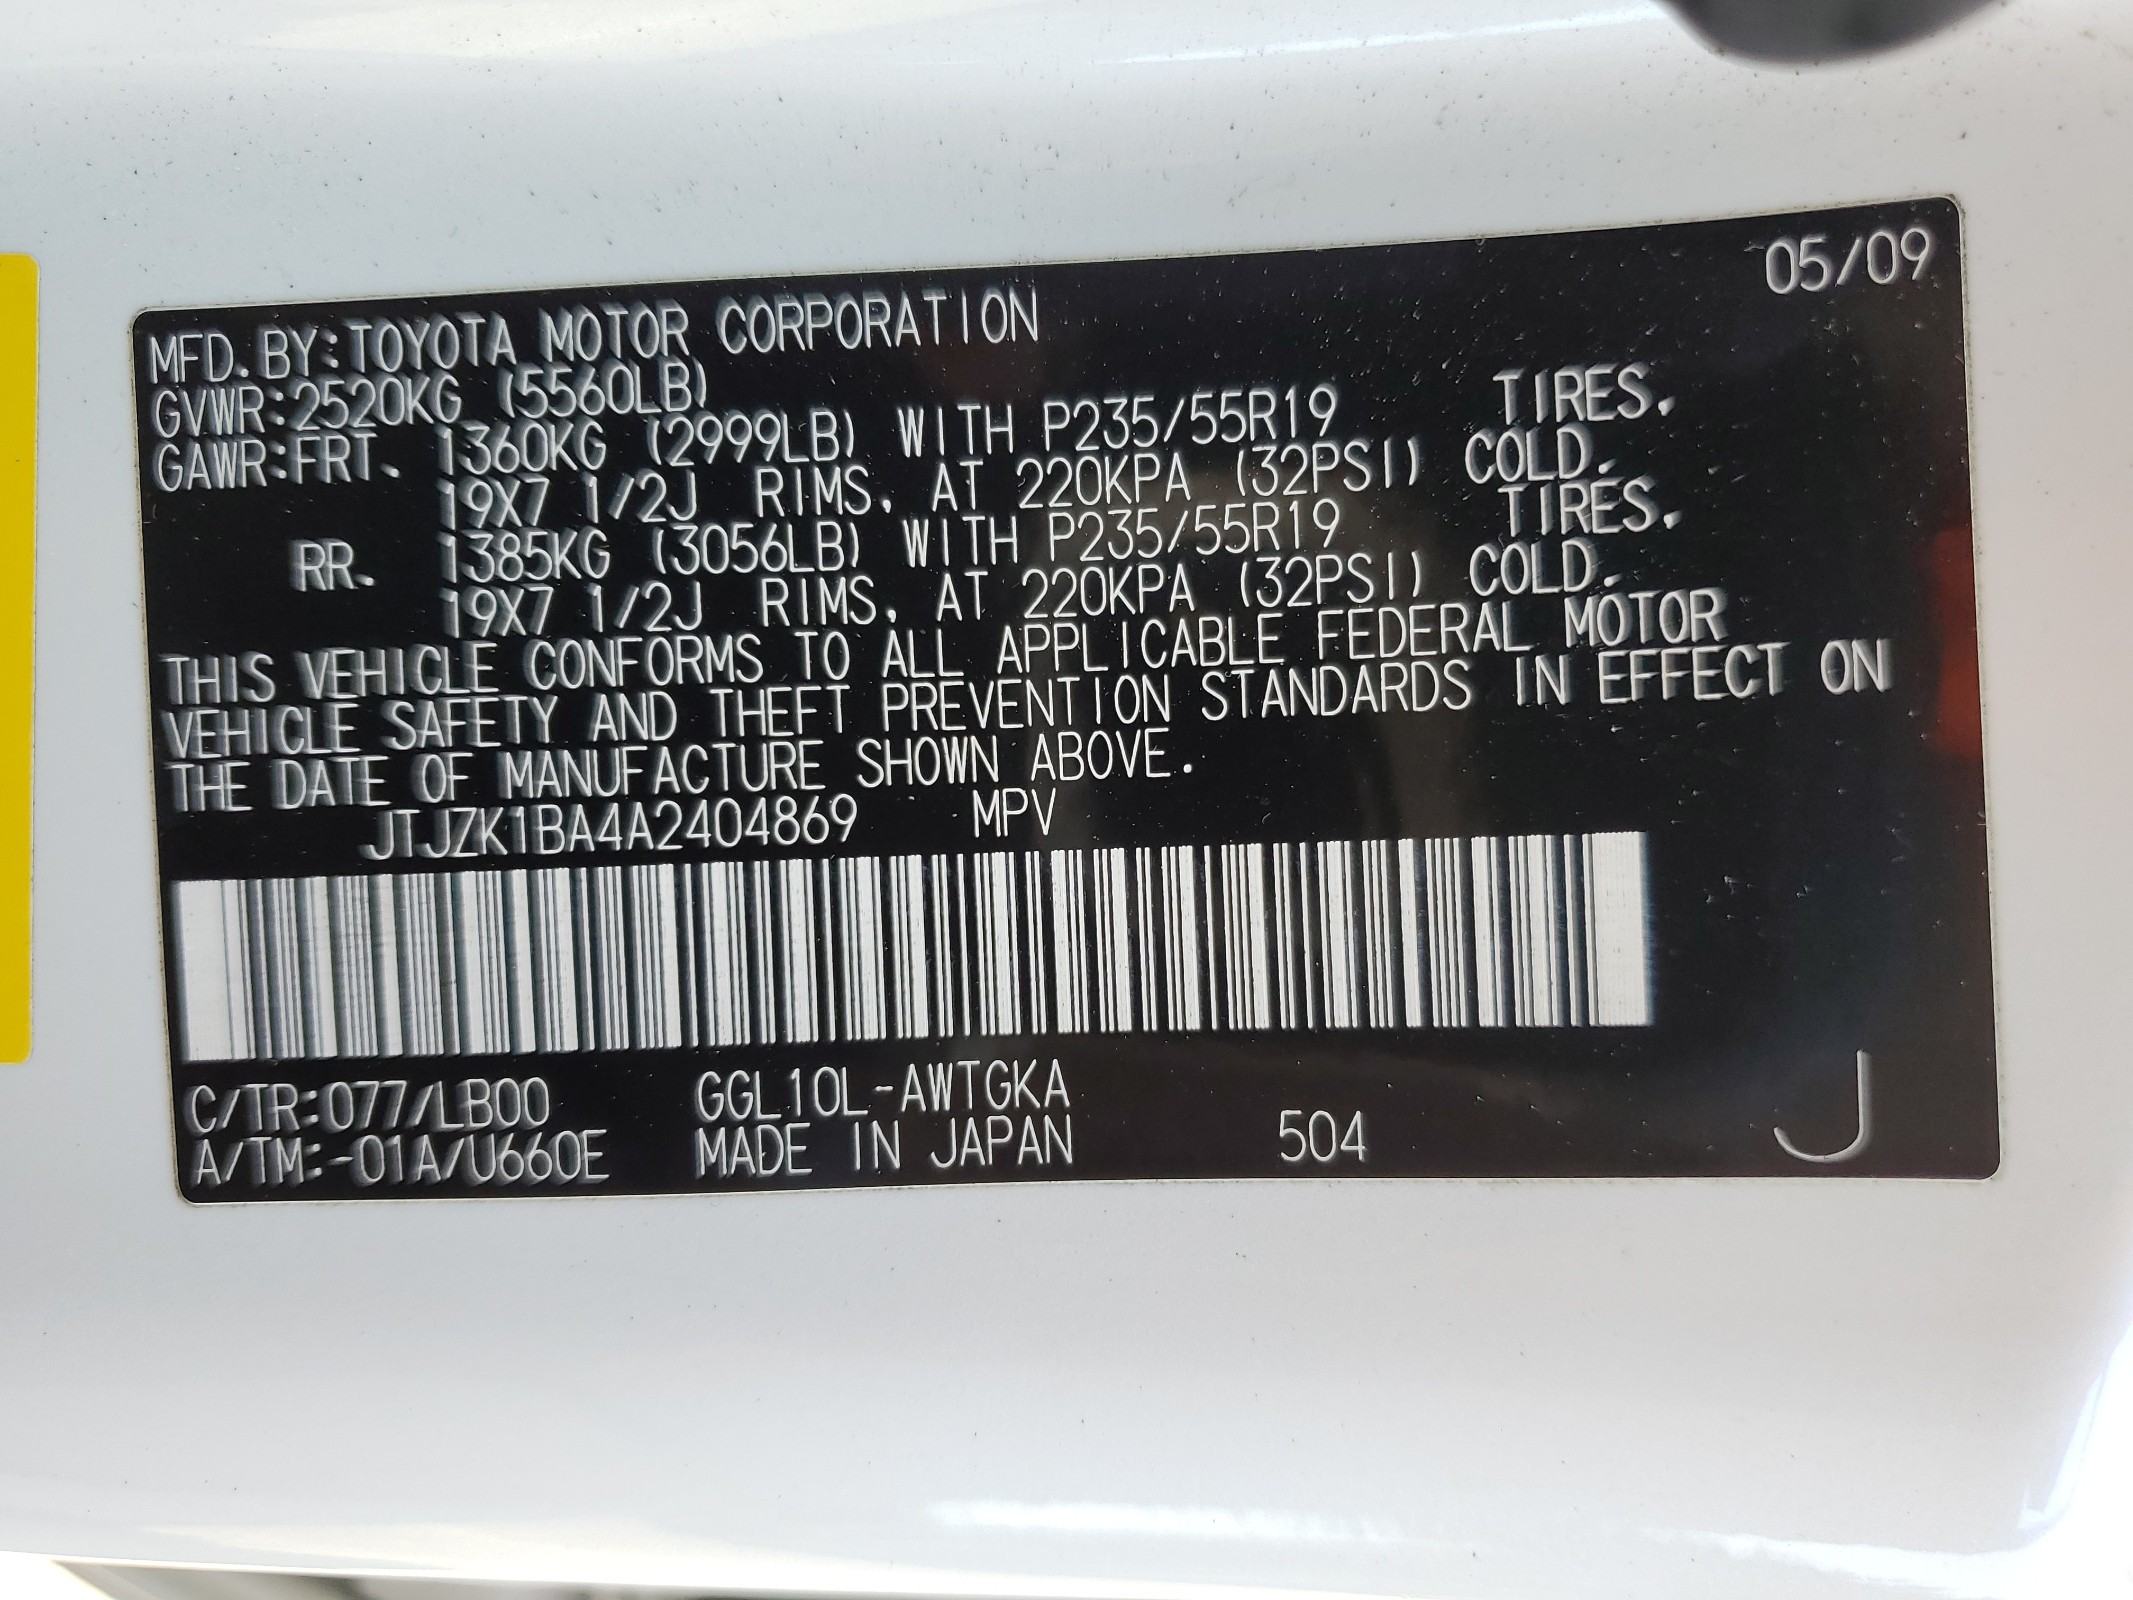 05/09
MFD.BY:TOYOTA MOTOR CORPORATION
GVWR:2520KG (5560LB)
GAWR:FRT. 1360KG (2999LB) WITH P235/55R19 TIRES.
19X7 1/2J RIMS, AT 220KPA (32PSI) COLD.
RR. 1385KG (3056LB) WITH P235/55R19 TIRES.
19X7 1/2J RIMS, AT 220KPA (32PSI) COLD.
THIS VEHICLE CONFORMS TO ALL APPLICABLE FEDERAL MOTOR
VEHICLE SAFETY AND THEFT PREVENTION STANDARDS IN EFFECT ON
THE DATE OF MANUFACTURE SHOWN ABOVE.
JTJZK1BA4A2404869 MPV
C/TR:077/LB00 GGL10L-AWTGKA
A/TM:-01A/U660E MADE IN JAPAN 504 J